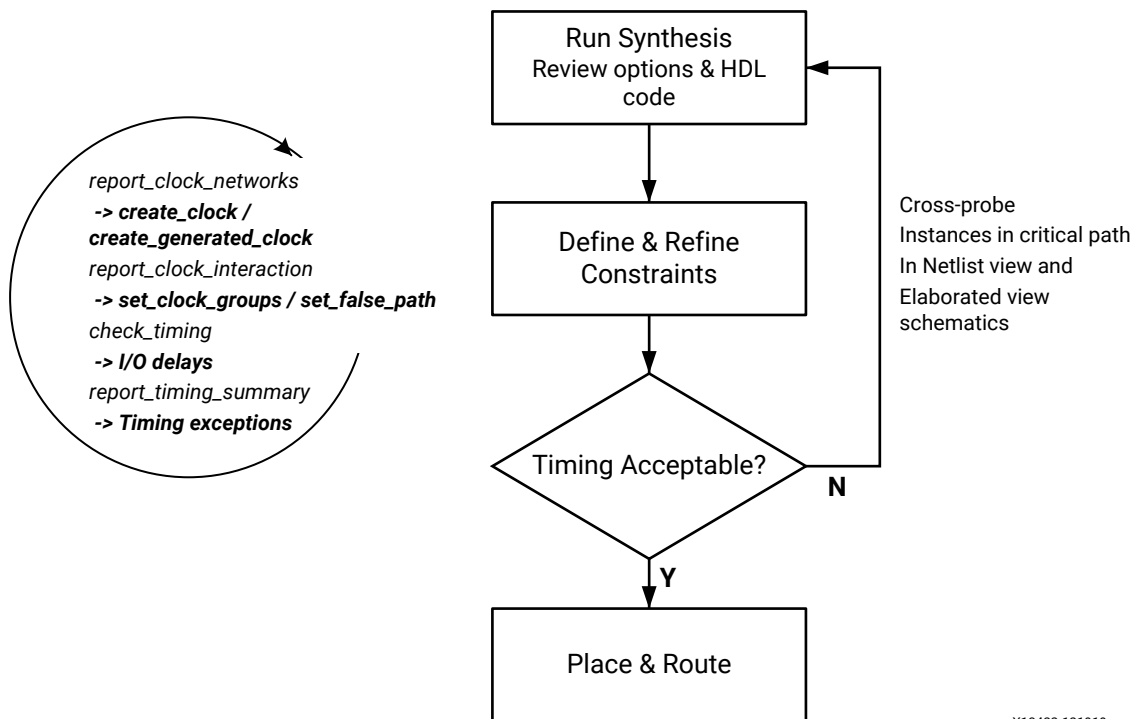 Run Synthesis
Review options & HDL
code
report_clock_networks
-> create_clock /
create_generated_clock
report_clock_interaction
-> set_clock_groups / set_false_path
check_timing
-> I/O delays
report_timing_summary
-> Timing exceptions
Define & Refine
Constraints
Cross-probe
Instances in critical path
In Netlist view and
Elaborated view
schematics
Timing Acceptable?
N
Y
Place & Route